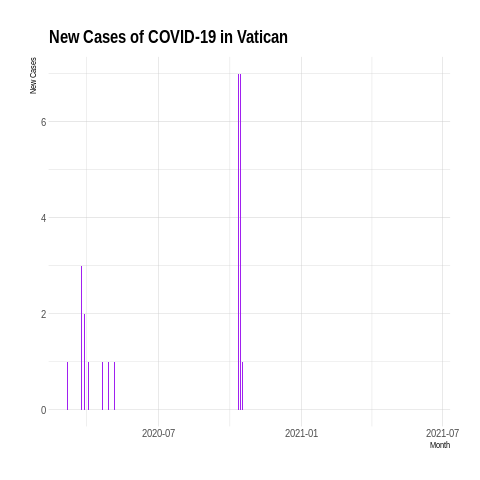 New Cases of COVID-19 in Vatican
New Cases
6
4
2
0
2020-07
2021-01
2021-07
Month